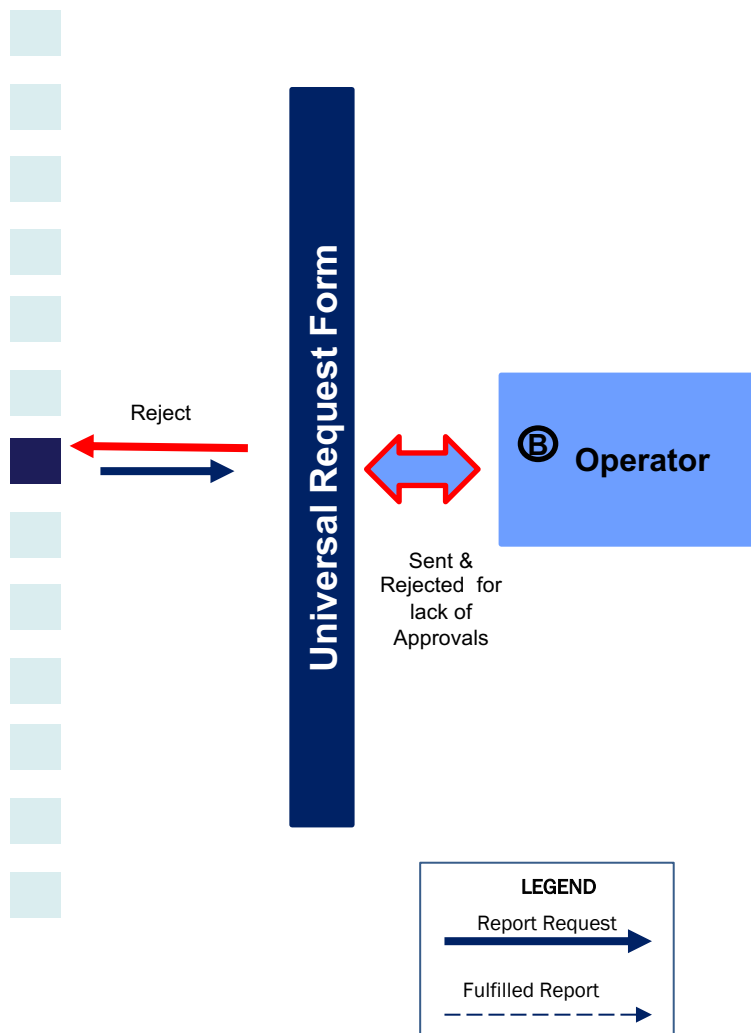 Universal Request Form
Reject
B
Operator
Sent &
Rejected for
lack of
Approvals
LEGEND
Report Request
Fulfilled Report